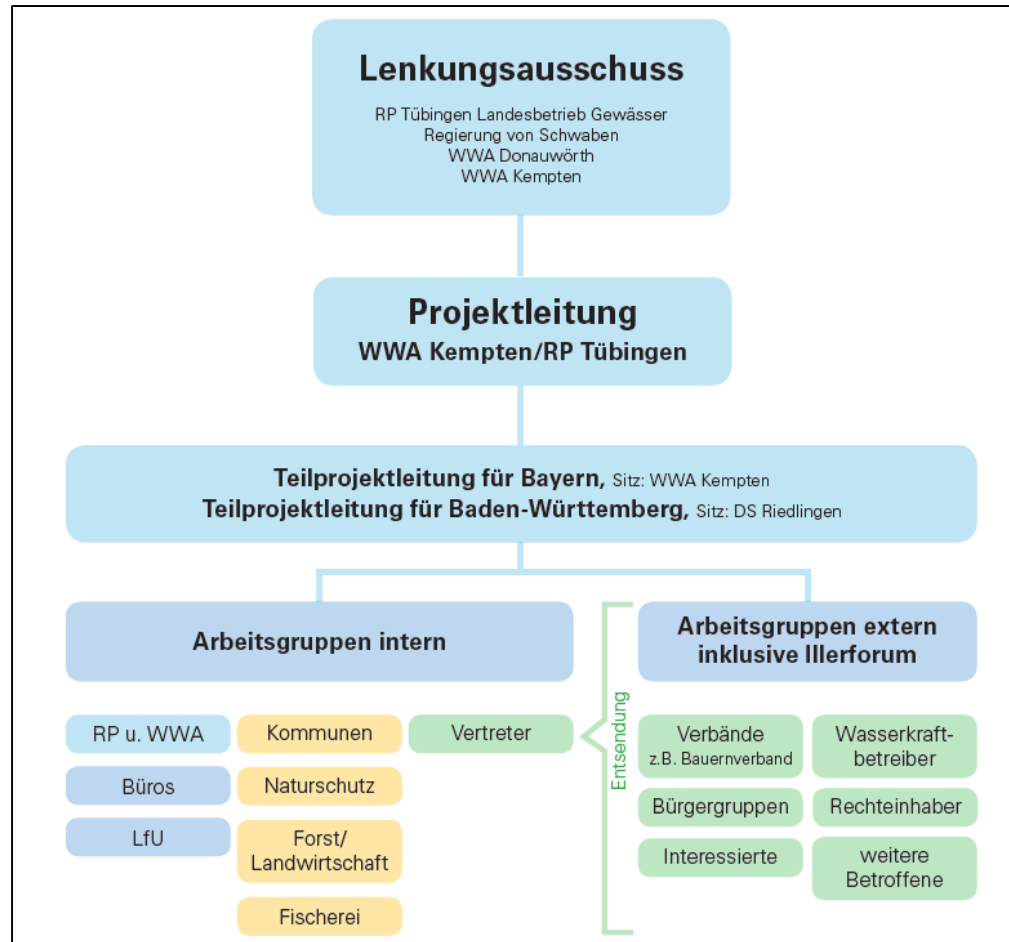 Lenkungsausschuss
RP Tübingen Landesbetrieb Gewässer
Regierung von Schwaben
WWA Donauwörth
WWA Kempten
Projektleitung
WWA Kempten/RP Tübingen
Teilprojektleitung für Bayern, Sitz: WWA Kempten
Teilprojektleitung für Baden-Württemberg, Sitz: DS Riedlingen
Arbeitsgruppen intern
RP u. WWA
Büros
LfU
Kommunen
Naturschutz
Forst/
Landwirtschaft
Fischerei
Vertreter
Entsendung
Arbeitsgruppen extern
inklusive Illerforum
Verbände
z.B. Bauernverband
Bürgergruppen
Interessierte
Wasserkraft-
betreiber
Rechteinhaber
weitere
Betroffene